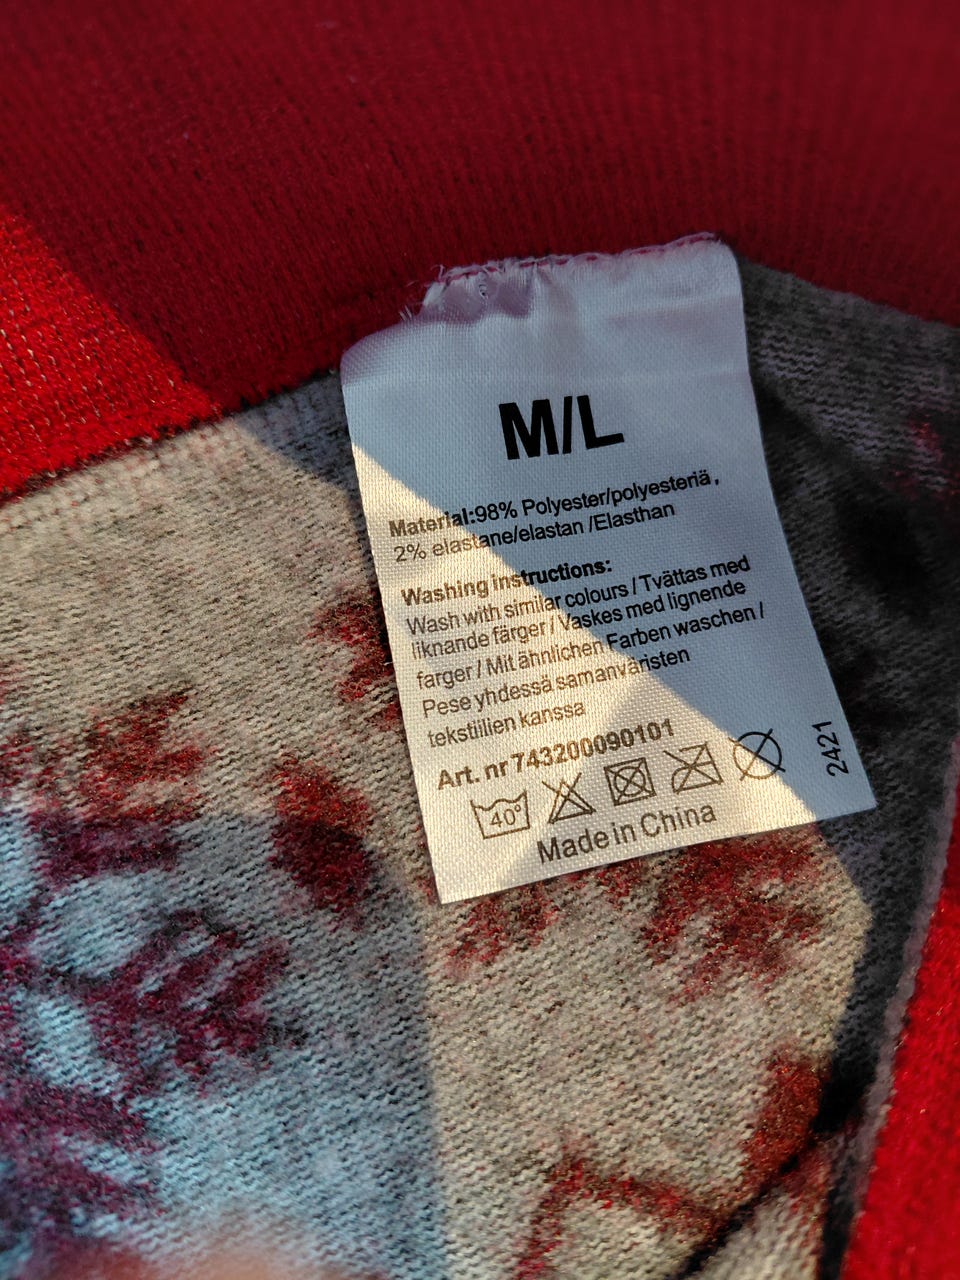 M/L
Material:98% Polyester/polyesteriä ,
2% elastane/elastan /Elasthan
Washing instructions:
Wash with similar colours / Tvättas med
liknande färger / Vaskes med lignende
farger / Mit ähnlichen Farben waschen /
Pese yhdessä samanväristen
tekstiilien kanssa
Art. nr 743200090101
40°
Made in China
2421